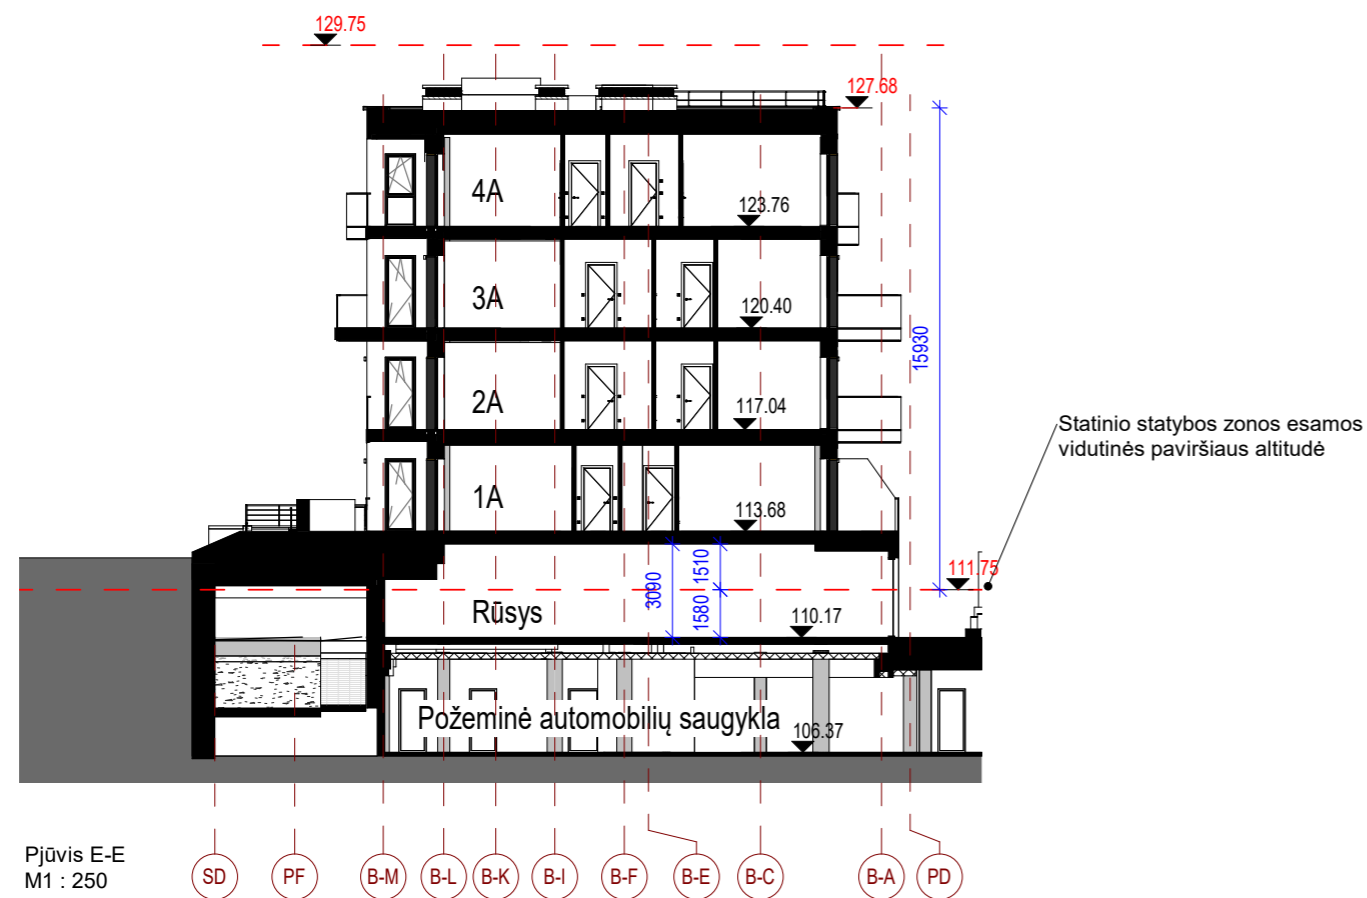 129.75
127.68
4A
123.76
3A
120.40
15930
2A
117.04
Statinio statybos zonos esamos
vidutinės paviršiaus altitudė
1A
113.68
3090
1510
1580
111.75
Rūsys
110.17
Požeminė automobilių saugykla
106.37
Pjūvis E-E
M1 : 250
SD PF B-M B-L B-K B-I B-F B-E B-C B-A PD